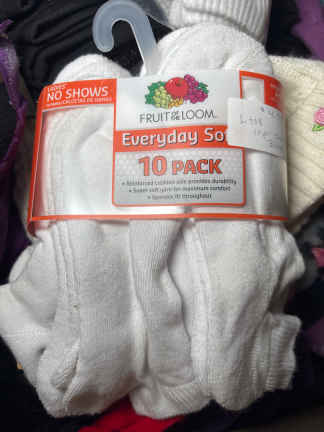 LADIES'
NO SHOWS
FRUIT OF THE LOOM
Everyday So
10 PACK
• Reinforced cushion sole provides durability
• Super soft yarn for maximum comfort
• Spandex fit throughout